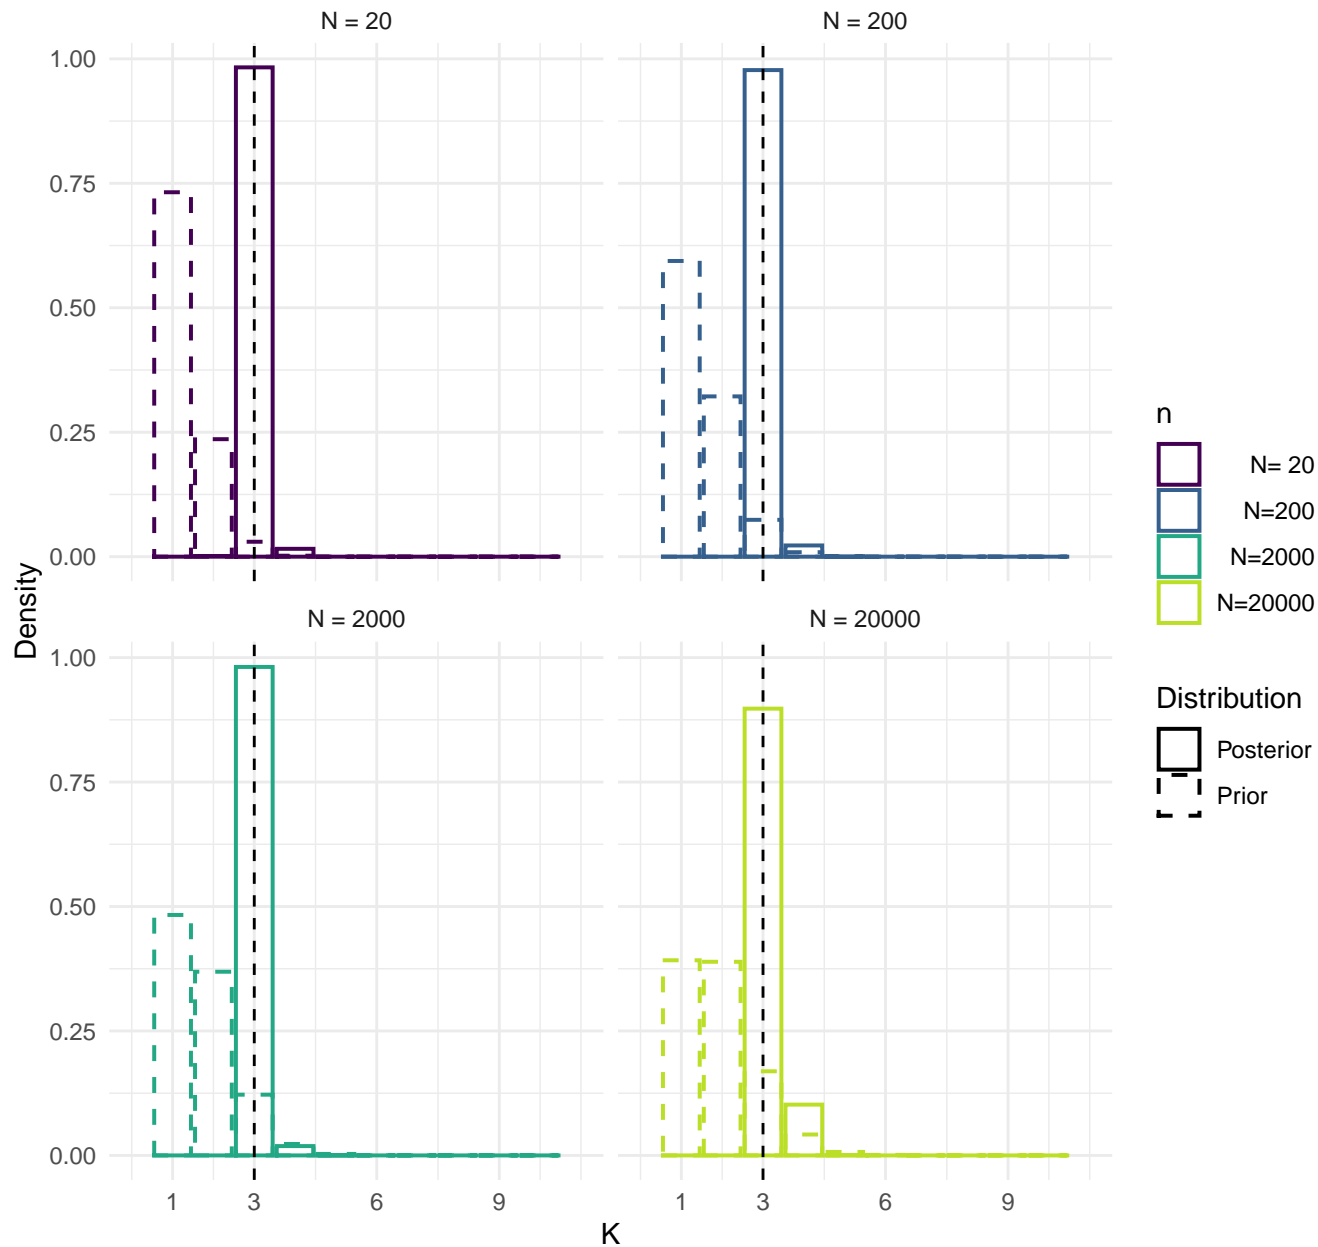 N = 20
N = 200
1.00
0.75
0.50
0.25
0.00
N = 2000
N = 20000
1.00
0.75
0.50
0.25
0.00
1 3 6 9
1 3 6 9
K
Density
n
N= 20
N=200
N=2000
N=20000
Distribution
Posterior
Prior